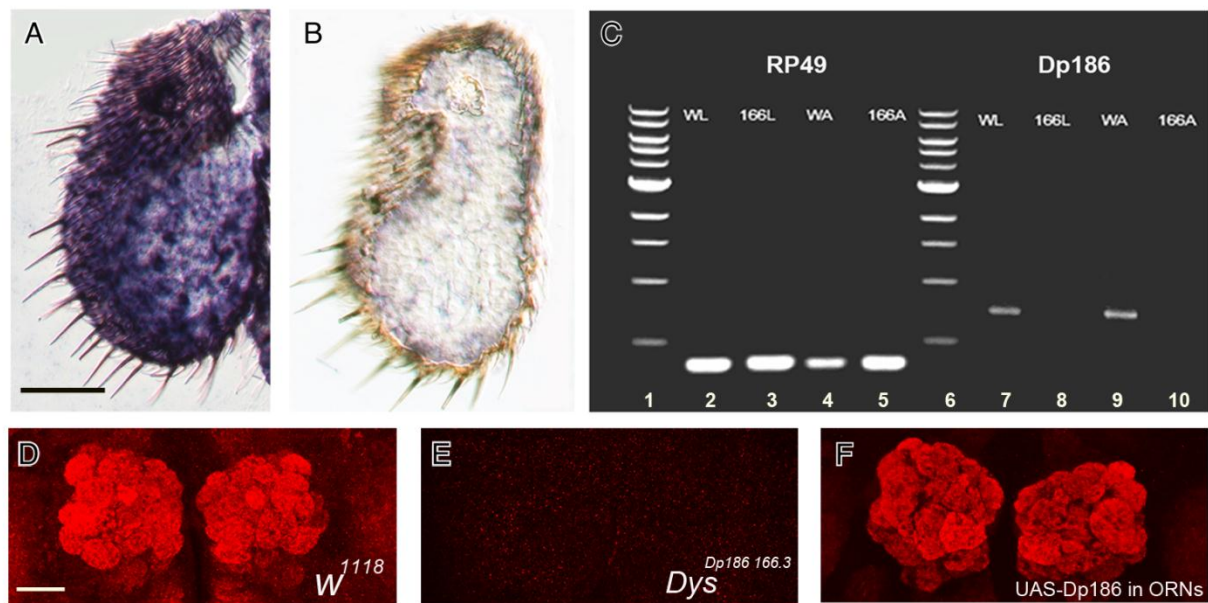 A
B
C
RP49
Dp186
WL 166L WA 166A WL 166L WA 166A
1 2 3 4 5 6 7 8 9 10
D
w1118
E
DysDp186 166.3
F
UAS-Dp186 in ORNs